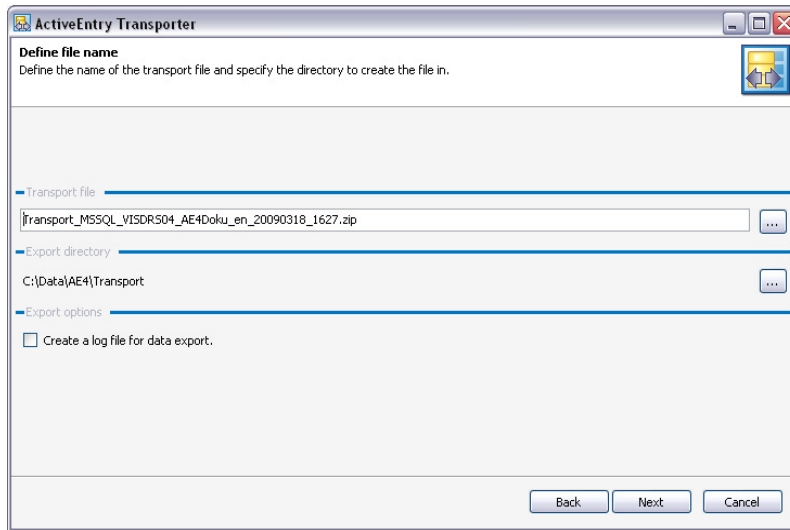 ActiveEntry Transporter
Define file name
Define the name of the transport file and specify the directory to create the file in.
Transport file
Transport_MSSQL_VISDRS04_AE4Doku_en_20090318_1627.zip
...
Export directory
C:\Data\AE4\Transport
...
Export options
Create a log file for data export.
Back Next Cancel